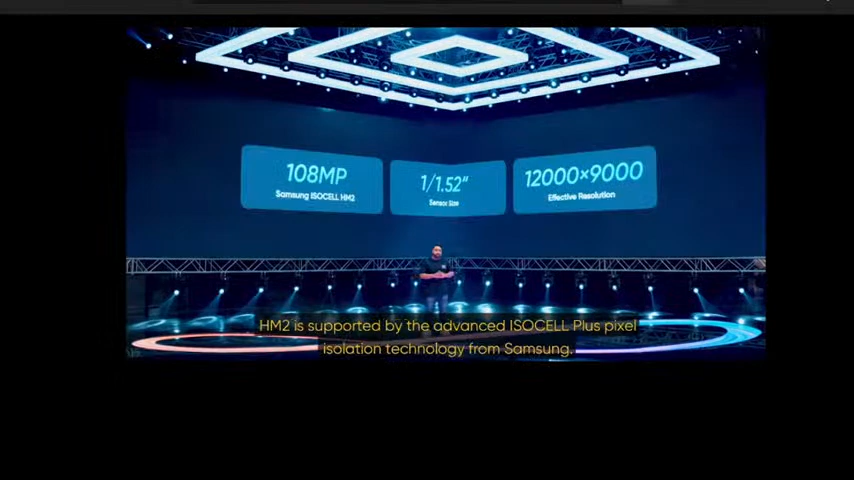 108MP
Samsung ISOCELL HM2
1/1.52"
Sensor Size
12000×9000
Effective Resolution
HM2 is supported by the advanced ISOCELL Plus pixel
isolation technology from Samsung.